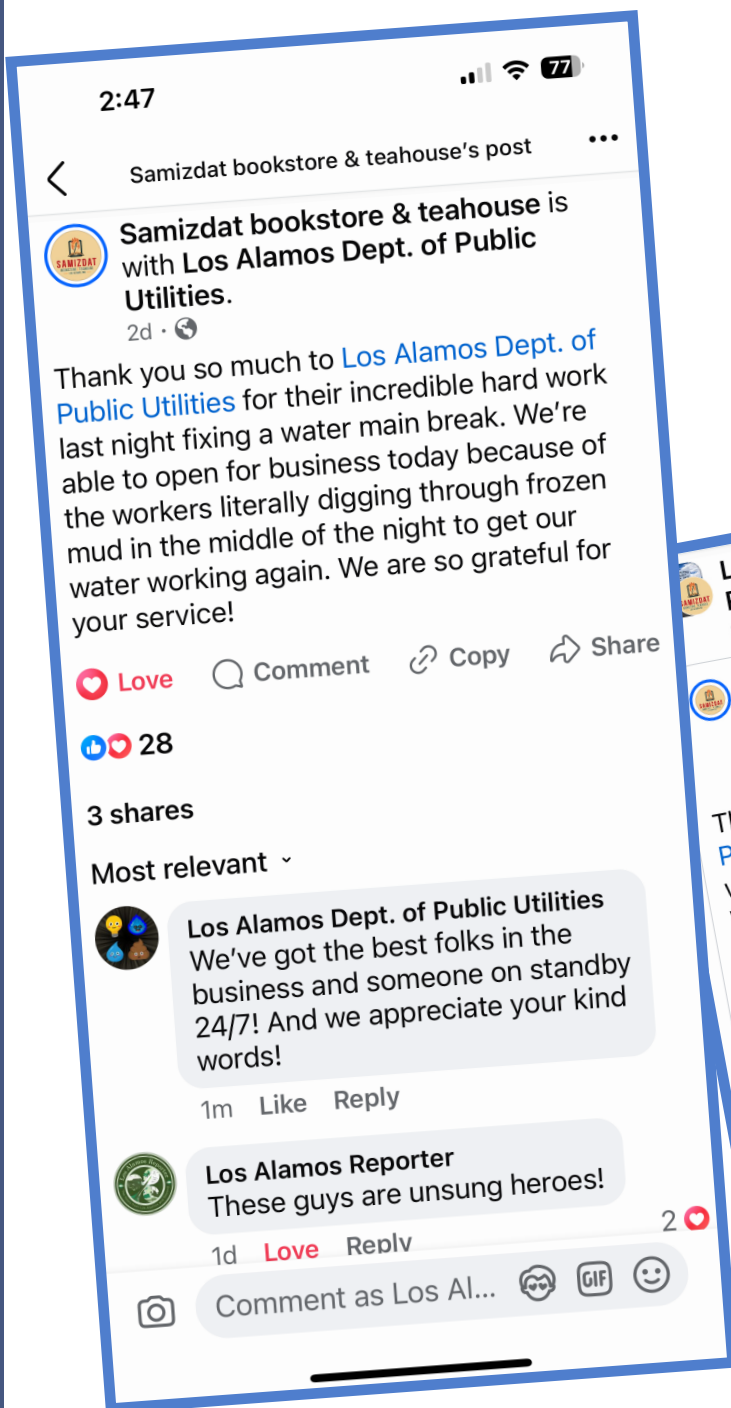 2:47
77
Samizdat bookstore & teahouse's post
SAMIZDAT
Samizdat bookstore & teahouse is
with Los Alamos Dept. of Public
Utilities.
2d
Thank you so much to Los Alamos Dept. of
Public Utilities for their incredible hard work
last night fixing a water main break. We're
able to open for business today because of
the workers literally digging through frozen
mud in the middle of the night to get our
water working again. We are so grateful for
your service!
Love Comment Copy Share
28
3 shares
Most relevant
Los Alamos Dept. of Public Utilities
We've got the best folks in the
business and someone on standby
24/7! And we appreciate your kind
words!
1m Like Reply
Los Alamos Reporter
Los Alamos Reporter
These guys are unsung heroes!
1d Love Reply
2
Comment as Los Al...
GIF
SAMIZDAT
SAMIZDAT